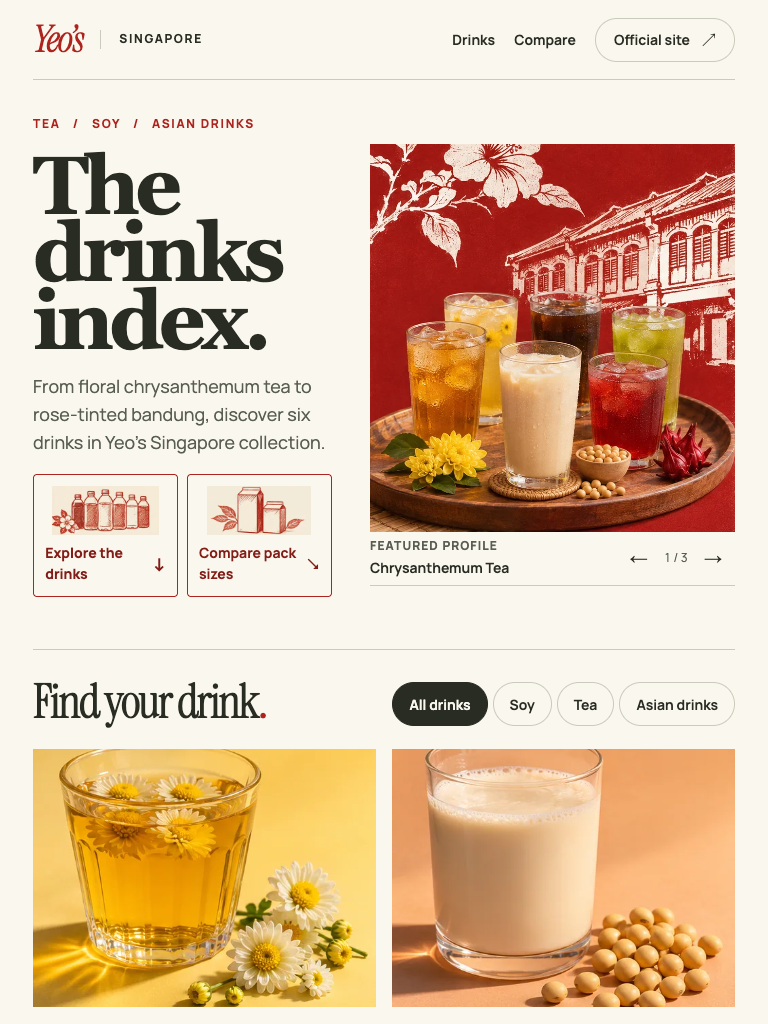 Yeo's
SINGAPORE
Drinks
Compare
Official site ↗
TEA / SOY / ASIAN DRINKS
The
drinks
index.
From floral chrysanthemum tea to
rose-tinted bandung, discover six
drinks in Yeo's Singapore collection.
Explore the
drinks ↓
Compare pack
sizes ↘
FEATURED PROFILE
Chrysanthemum Tea
← 1 / 3 →
Find your drink.
All drinks
Soy
Tea
Asian drinks